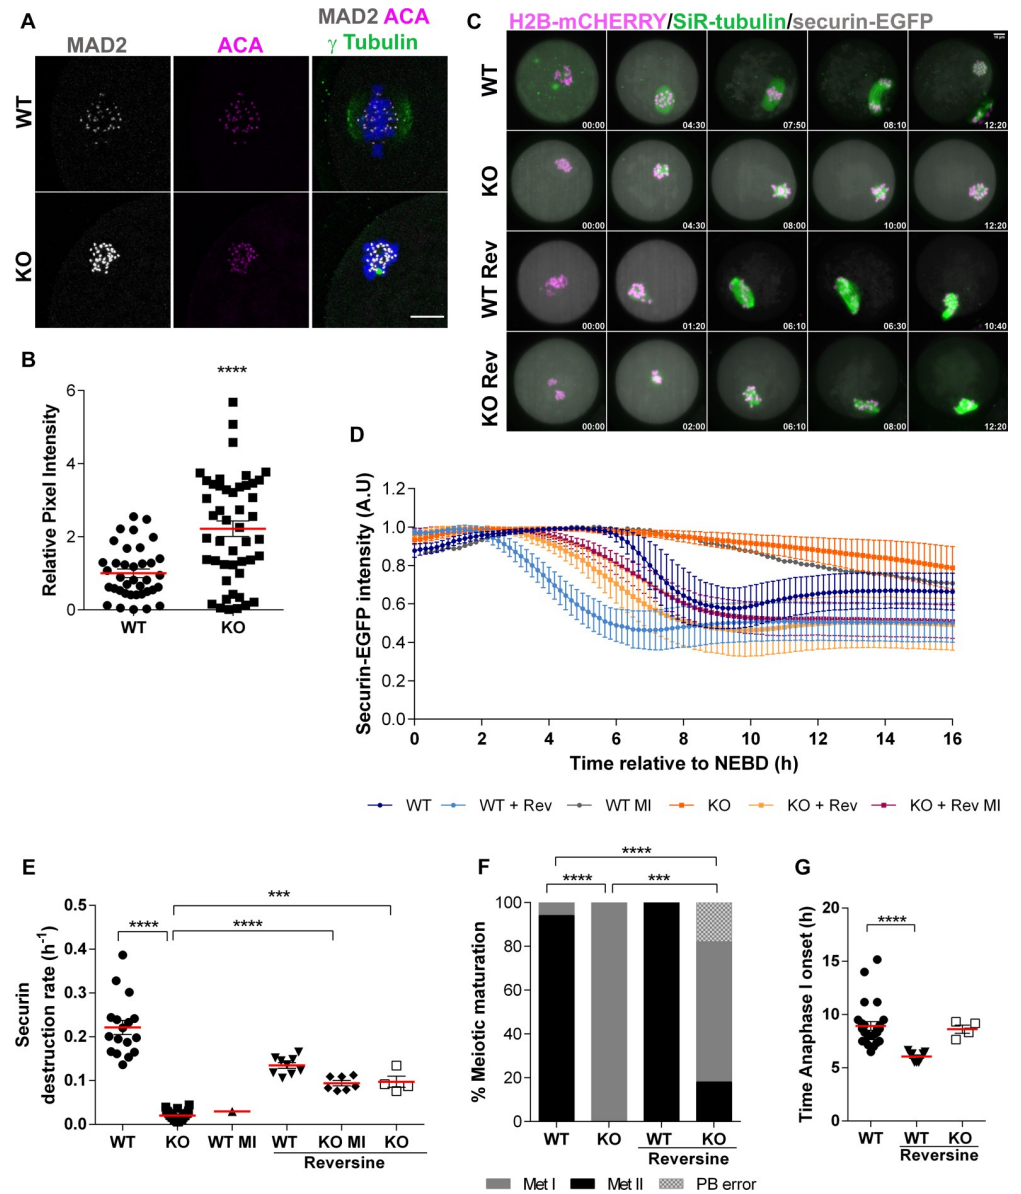 A
MAD2
ACA
MAD2 ACA
γ Tubulin
WT
KO
B
****
Relative Pixel Intensity
6
4
2
0
WT
KO
C
H2B-mCHERRY/SiR-tubulin/securin-EGFP
WT
00:00
04:30
07:50
08:10
12:20
KO
00:00
04:30
08:00
10:00
12:20
WT Rev
00:00
01:20
06:10
06:30
10:40
KO Rev
00:00
02:00
06:10
08:00
12:20
D
Securin-EGFP intensity (A.U)
1.2
1.0
0.8
0.6
0.4
0.2
0.0
0 2 4 6 8 10 12 14 16
Time relative to NEBD (h)
WT WT + Rev WT MI KO KO + Rev KO + Rev MI
E
Securin
destruction rate (h-1)
0.5
0.4
0.3
0.2
0.1
0.0
****
***
****
WT KO WT MI WT KO MI KO
Reversine
F
% Meiotic maturation
100
80
60
40
20
0
****
****
***
WT KO WT KO
Reversine
Met I Met II PB error
G
Time Anaphase I onset (h)
20
15
10
5
0
****
WT WT KO
Reversine